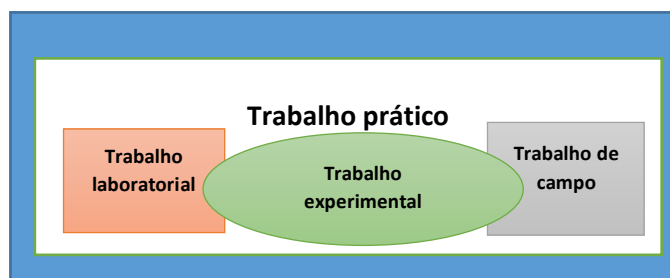 Trabalho prático
Trabalho
laboratorial
Trabalho
experimental
Trabalho de
campo